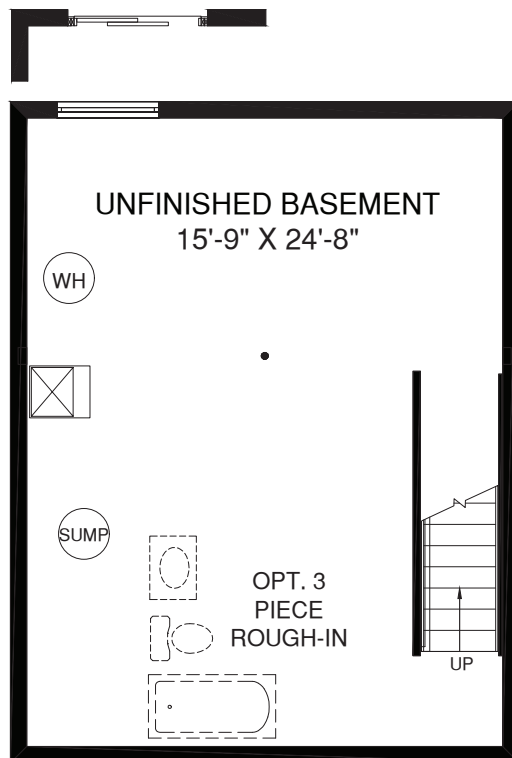 UNFINISHED BASEMENT
15'-9" X 24'-8"
WH
SUMP
OPT. 3
PIECE
ROUGH-IN
UP